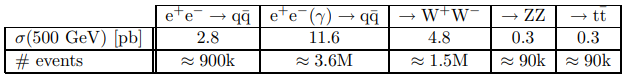 e⁺e⁻ → qq̄ e⁺e⁻(γ) → qq̄ → W⁺W⁻ → ZZ → tt̄
σ(500 GeV) [pb] 2.8 11.6 4.8 0.3 0.3
# events ≈ 900k ≈ 3.6M ≈ 1.5M ≈ 90k ≈ 90k